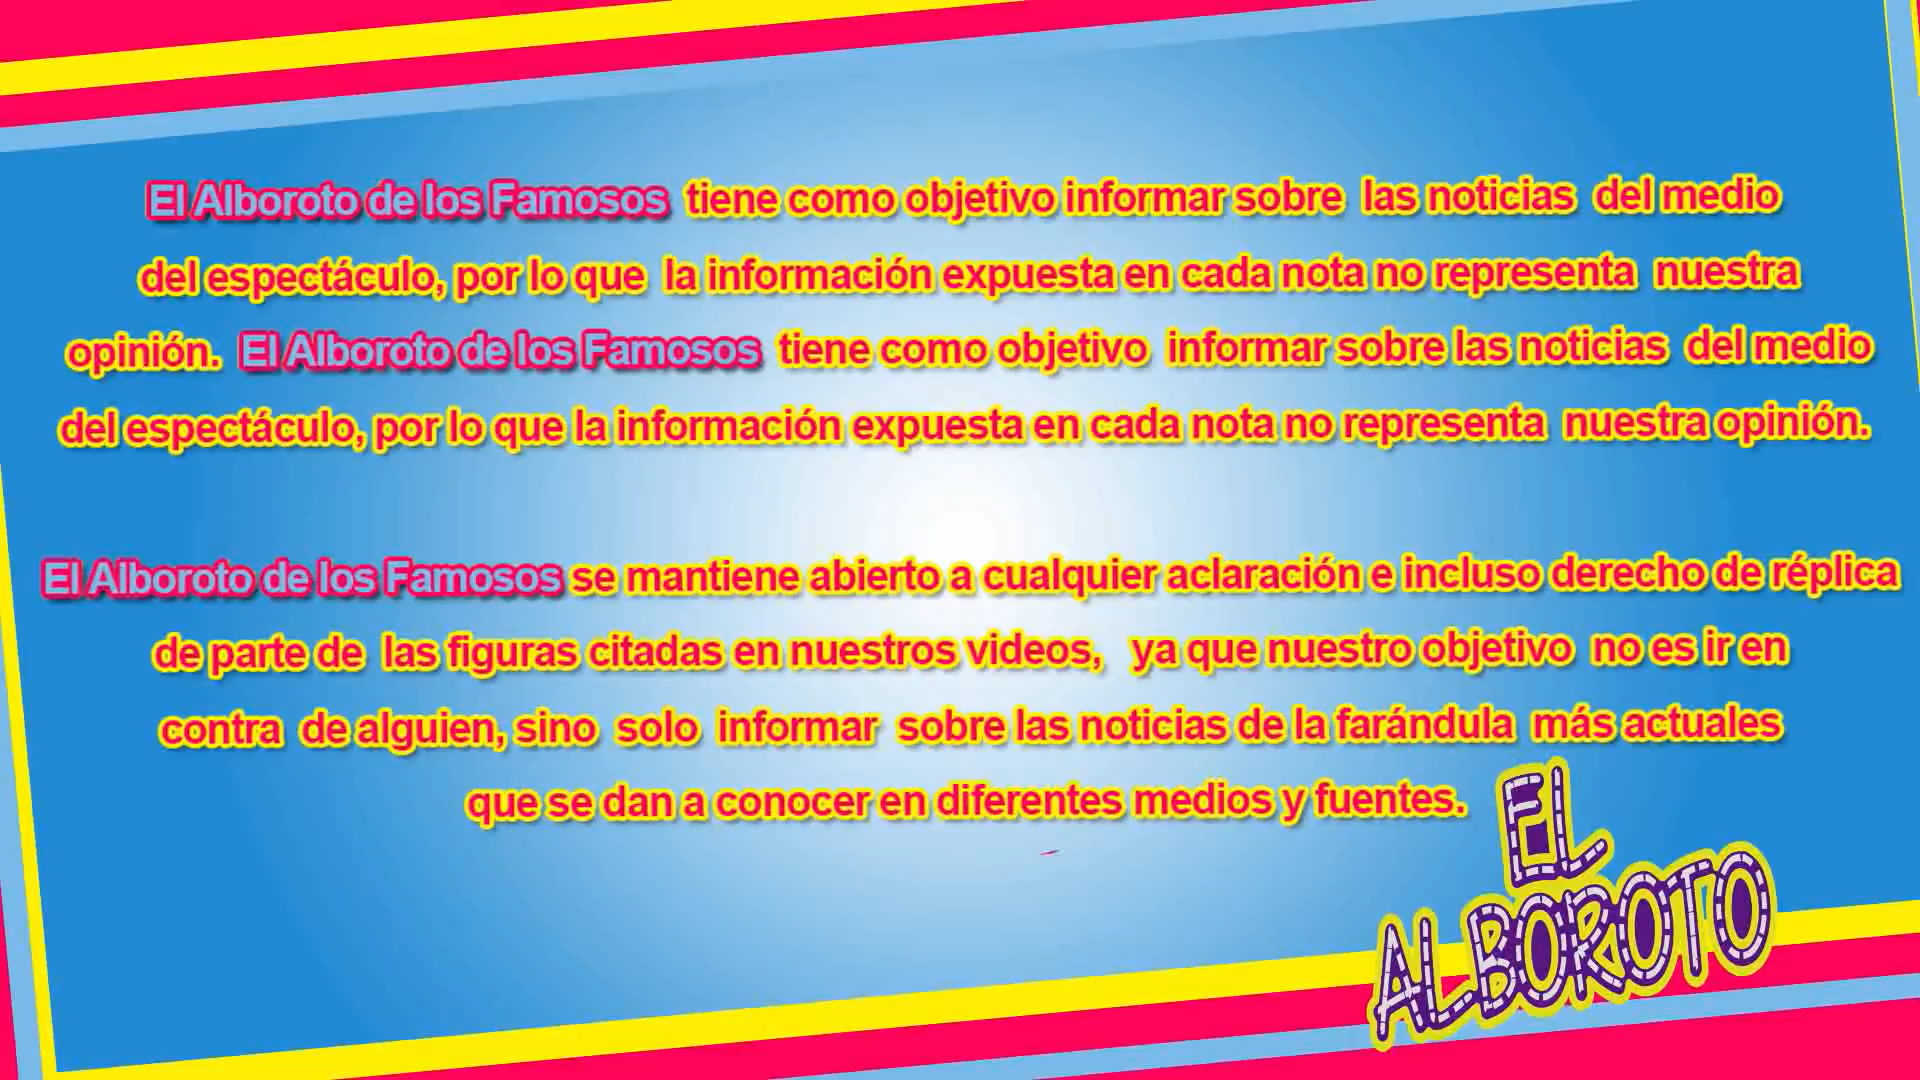 El Alboroto de los Famosos tiene como objetivo informar sobre las noticias del medio
del espectáculo, por lo que la información expuesta en cada nota no representa nuestra
opinión. El Alboroto de los Famosos tiene como objetivo informar sobre las noticias del medio
del espectáculo, por lo que la información expuesta en cada nota no representa nuestra opinión.
El Alboroto de los Famosos se mantiene abierto a cualquier aclaración e incluso derecho de réplica
de parte de las figuras citadas en nuestros videos, ya que nuestro objetivo no es ir en
contra de alguien, sino solo informar sobre las noticias de la farándula más actuales
que se dan a conocer en diferentes medios y fuentes.
EL
ALBOROTO